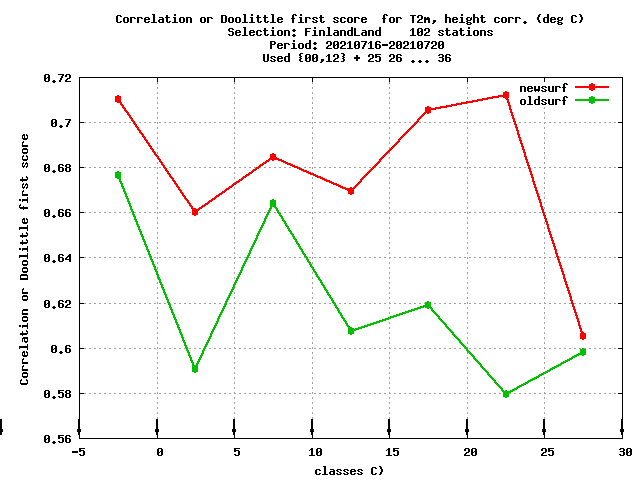 Correlation or Doolittle first score  for T2m, height corr. (deg C)
Selection: FinlandLand    102 stations
Period: 20210716-20210720
Used {00,12} + 25 26 ... 36
newsurf
oldsurf
Correlation or Doolittle first score
0.72
0.7
0.68
0.66
0.64
0.62
0.6
0.58
0.56
-5 0 5 10 15 20 25 30
classes C)